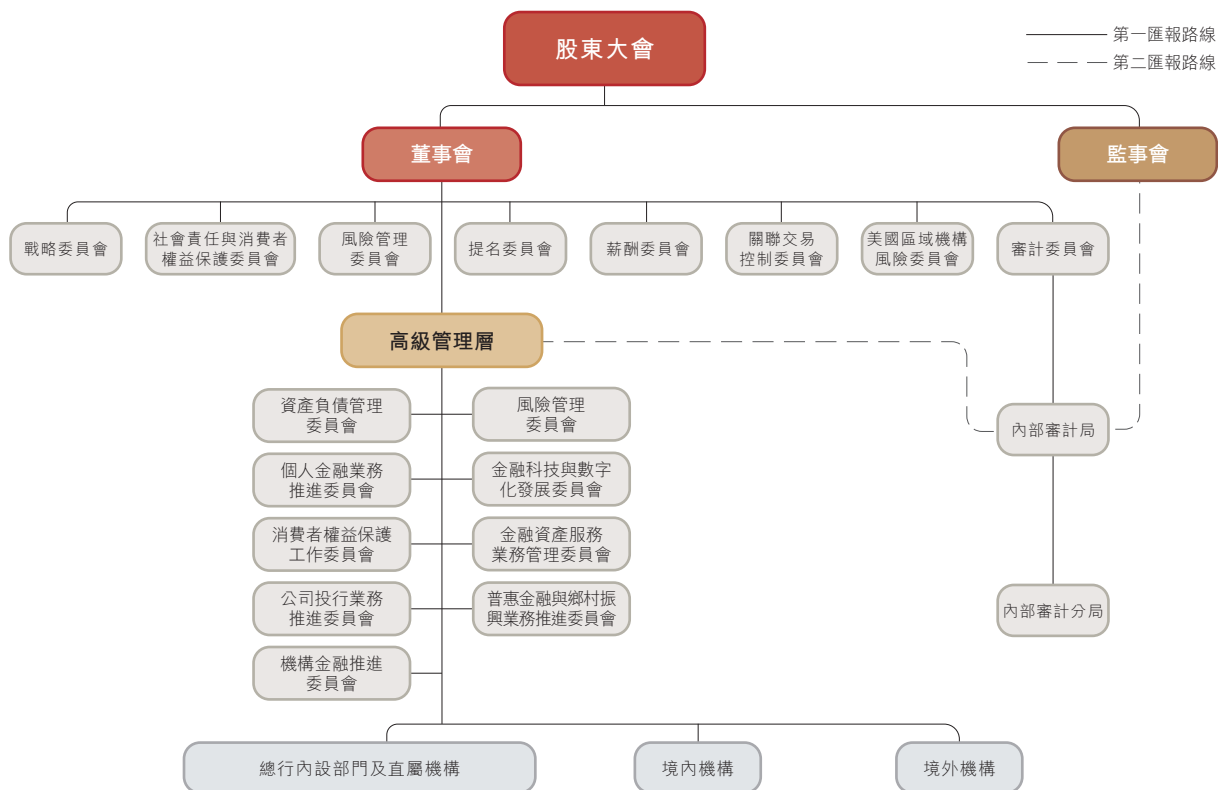 股東大會
第一匯報路線
第二匯報路線
董事會
監事會
戰略委員會
社會責任與消費者
權益保護委員會
風險管理
委員會
提名委員會
薪酬委員會
關聯交易
控制委員會
美國區域機構
風險委員會
審計委員會
高級管理層
資產負債管理
委員會
風險管理
委員會
內部審計局
個人金融業務
推進委員會
金融科技與數字
化發展委員會
消費者權益保護
工作委員會
金融資產服務
業務管理委員會
公司投行業務
推進委員會
普惠金融與鄉村振
興業務推進委員會
內部審計分局
機構金融推進
委員會
總行內設部門及直屬機構
境內機構
境外機構